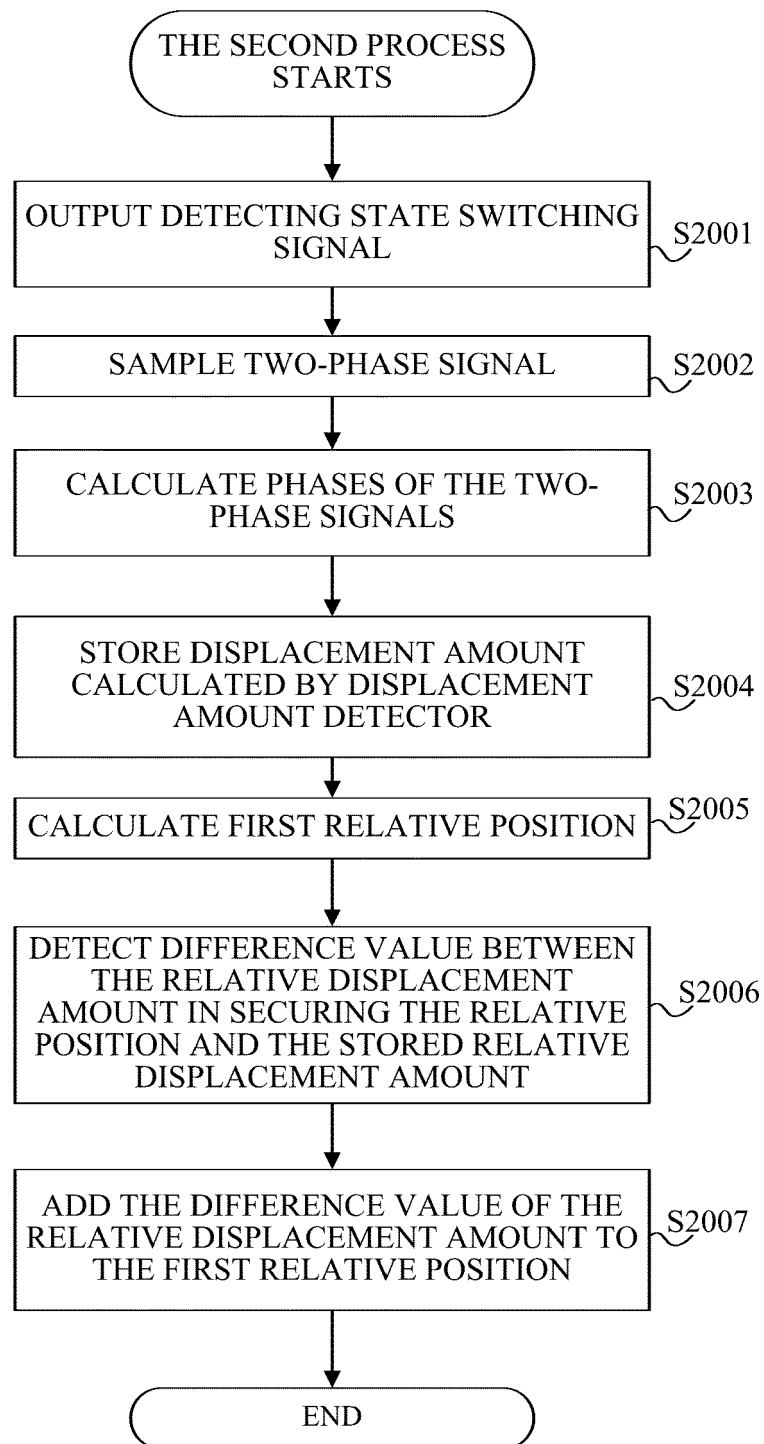 THE SECOND PROCESS
STARTS
OUTPUT DETECTING STATE SWITCHING
SIGNAL
S2001
SAMPLE TWO-PHASE SIGNAL
S2002
CALCULATE PHASES OF THE TWO-
PHASE SIGNALS
S2003
STORE DISPLACEMENT AMOUNT
CALCULATED BY DISPLACEMENT
AMOUNT DETECTOR
S2004
CALCULATE FIRST RELATIVE POSITION
S2005
DETECT DIFFERENCE VALUE BETWEEN
THE RELATIVE DISPLACEMENT
AMOUNT IN SECURING THE RELATIVE
POSITION AND THE STORED RELATIVE
DISPLACEMENT AMOUNT
S2006
ADD THE DIFFERENCE VALUE OF THE
RELATIVE DISPLACEMENT AMOUNT TO
THE FIRST RELATIVE POSITION
S2007
END